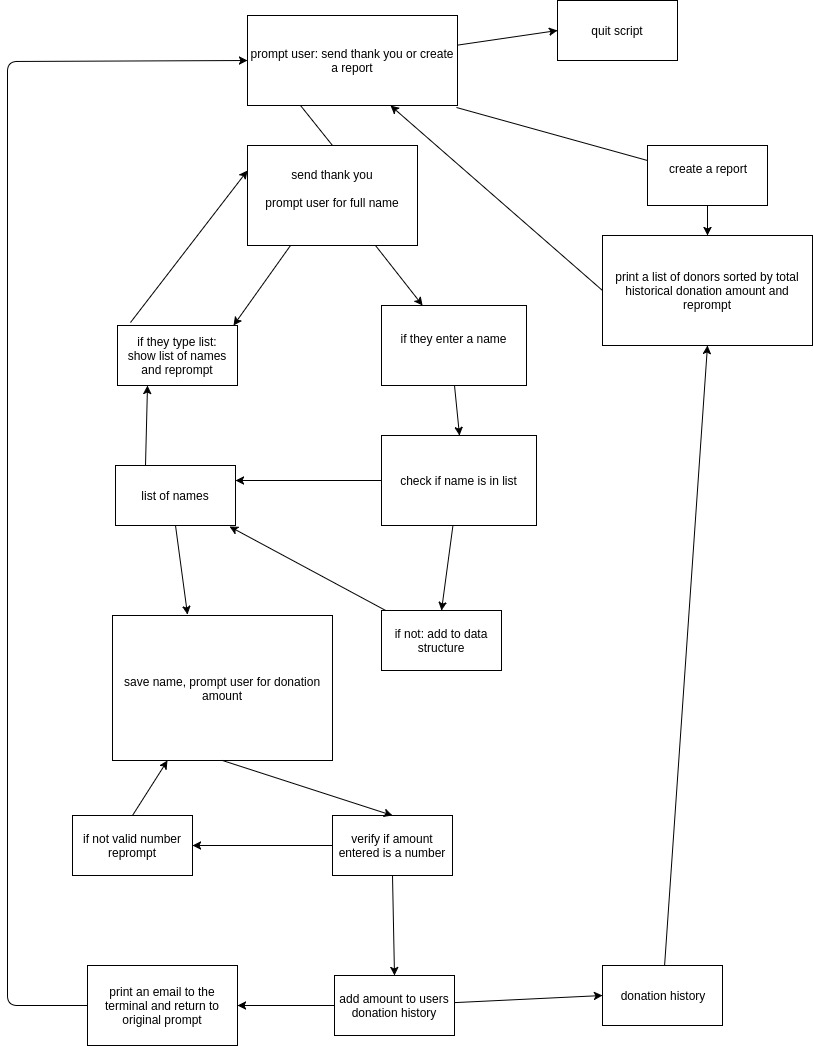 quit script
prompt user: send thank you or create
a report
create a report
send thank you
prompt user for full name
print a list of donors sorted by total
historical donation amount and
reprompt
if they type list:
show list of names
and reprompt
if they enter a name
list of names
check if name is in list
if not: add to data
structure
save name, prompt user for donation
amount
if not valid number
reprompt
verify if amount
entered is a number
print an email to the
terminal and return to
original prompt
add amount to users
donation history
donation history